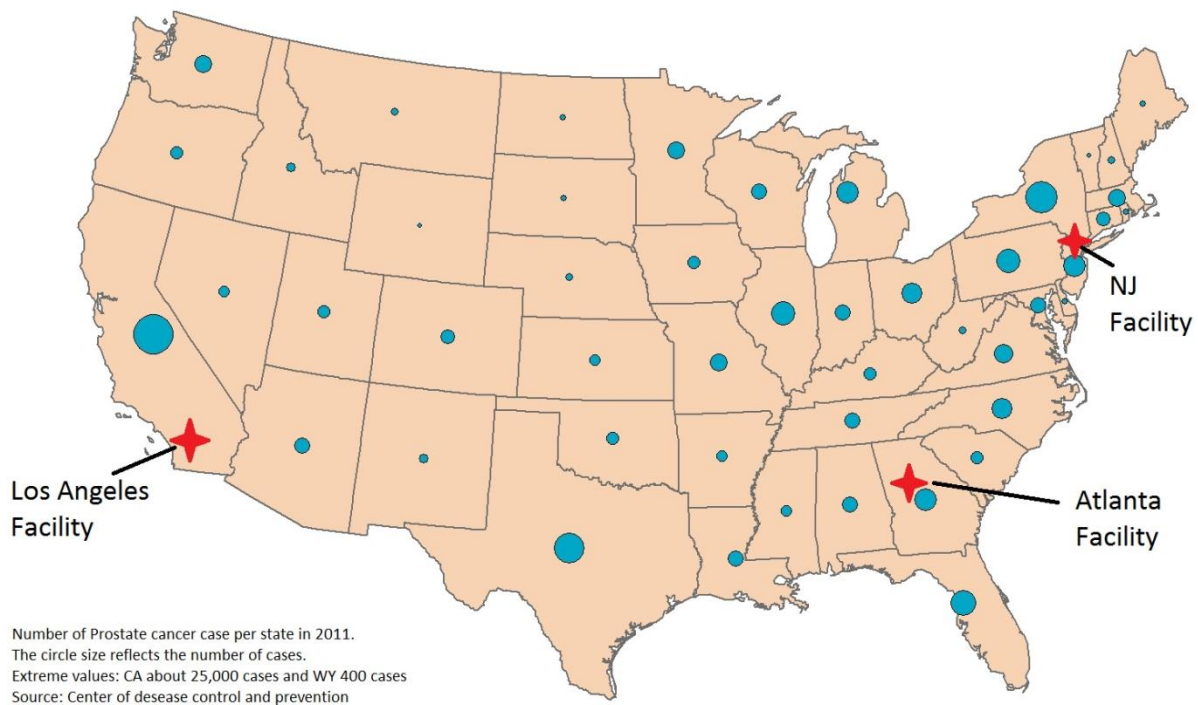 NJ
Facility
Los Angeles
Facility
Atlanta
Facility
Number of Prostate cancer case per state in 2011.
The circle size reflects the number of cases.
Extreme values: CA about 25,000 cases and WY 400 cases
Source: Center of desease control and prevention